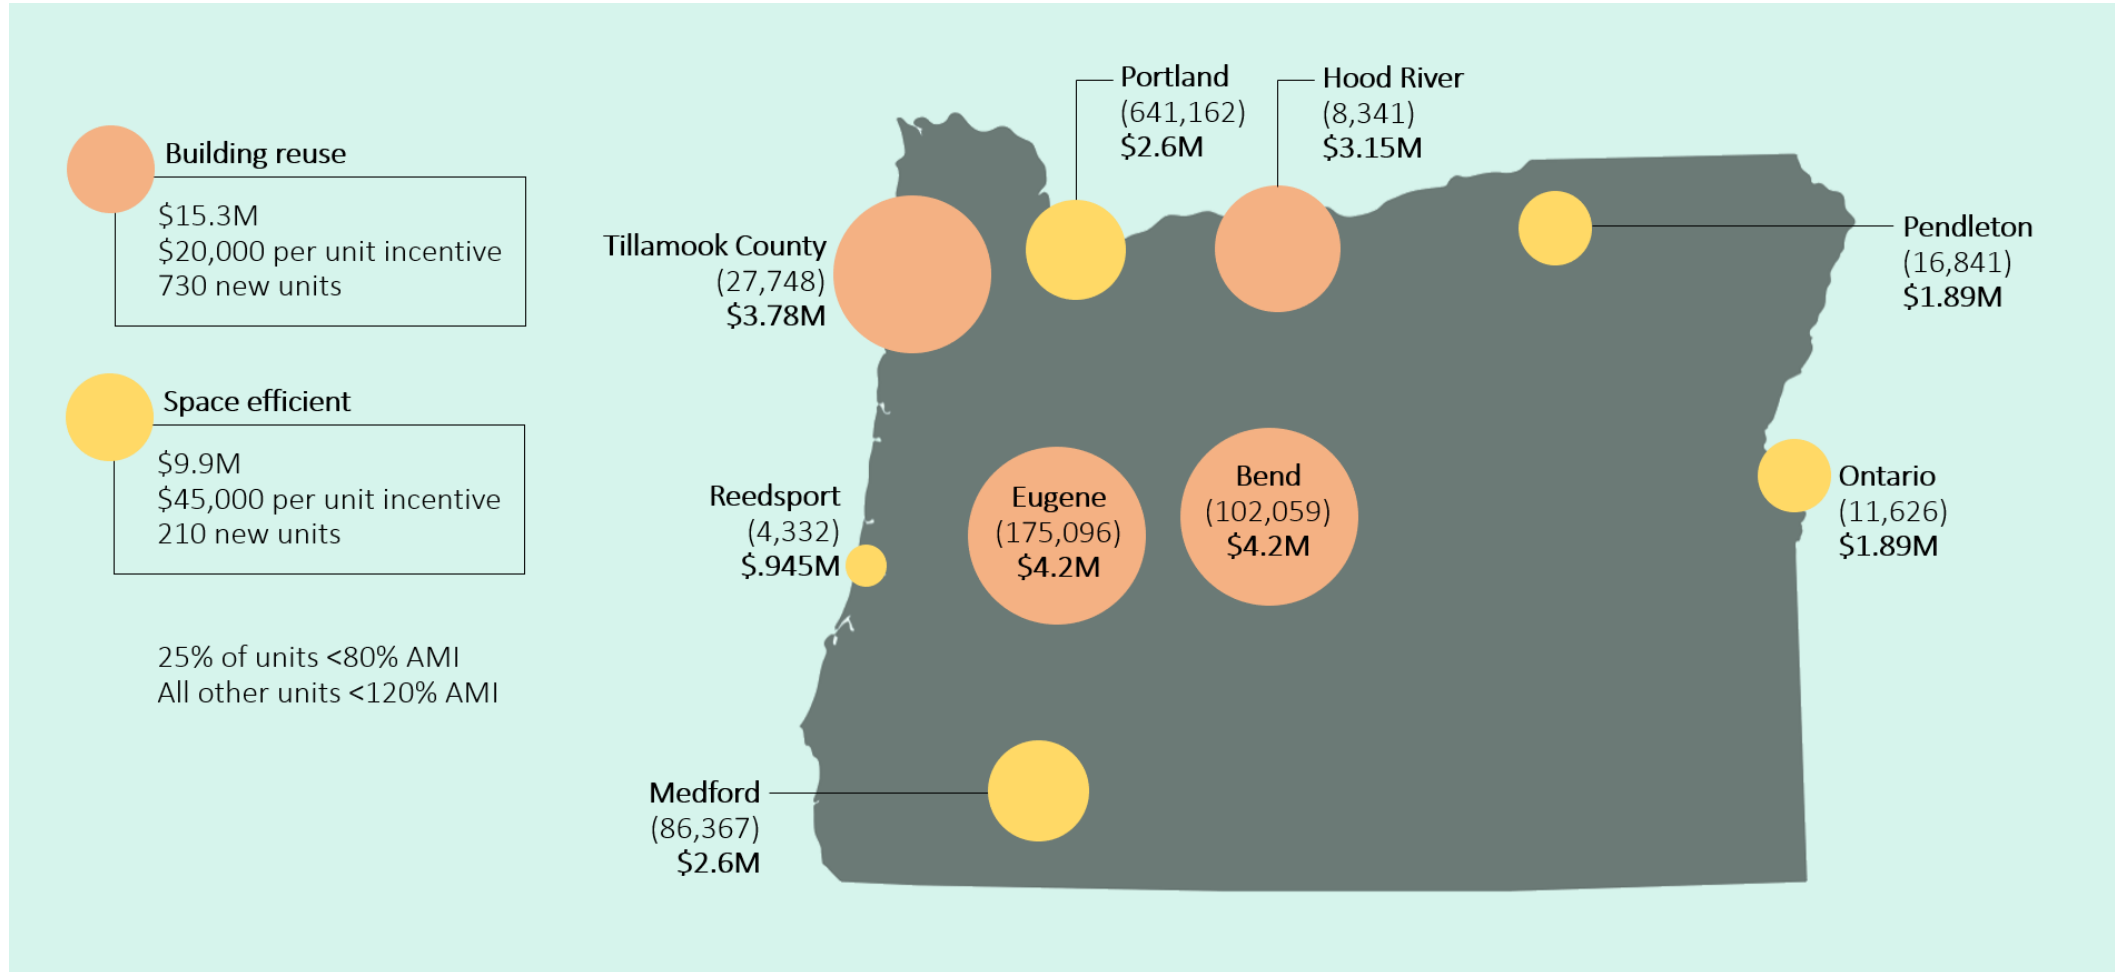 Building reuse
$15.3M
$20,000 per unit incentive
730 new units
Space efficient
$9.9M
$45,000 per unit incentive
210 new units
25% of units <80% AMI
All other units <120% AMI
Portland
(641,162)
$2.6M
Hood River
(8,341)
$3.15M
Tillamook County
(27,748)
$3.78M
Pendleton
(16,841)
$1.89M
Reedsport
(4,332)
$.945M
Eugene
(175,096)
$4.2M
Bend
(102,059)
$4.2M
Ontario
(11,626)
$1.89M
Medford
(86,367)
$2.6M